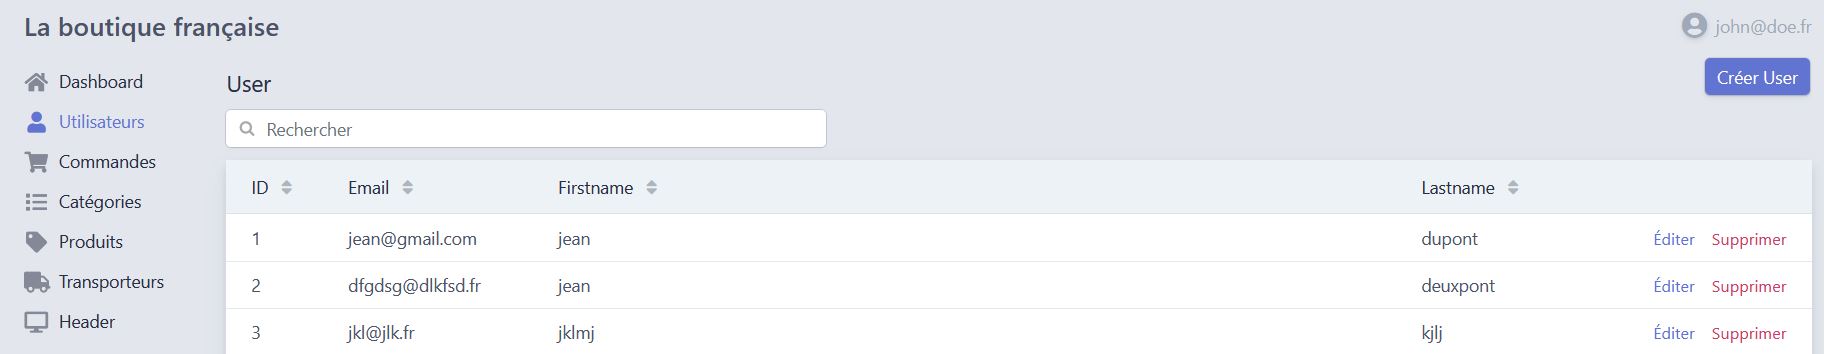 La boutique française
john@doe.fr
Dashboard
Utilisateurs
Commandes
Catégories
Produits
Transporteurs
Header
User
Créer User
Rechercher
ID Email Firstname Lastname
1 jean@gmail.com jean dupont Éditer Supprimer
2 dfgdsg@dlkfsd.fr jean deuxpont Éditer Supprimer
3 jkl@jlk.fr jklmj kjlj Éditer Supprimer